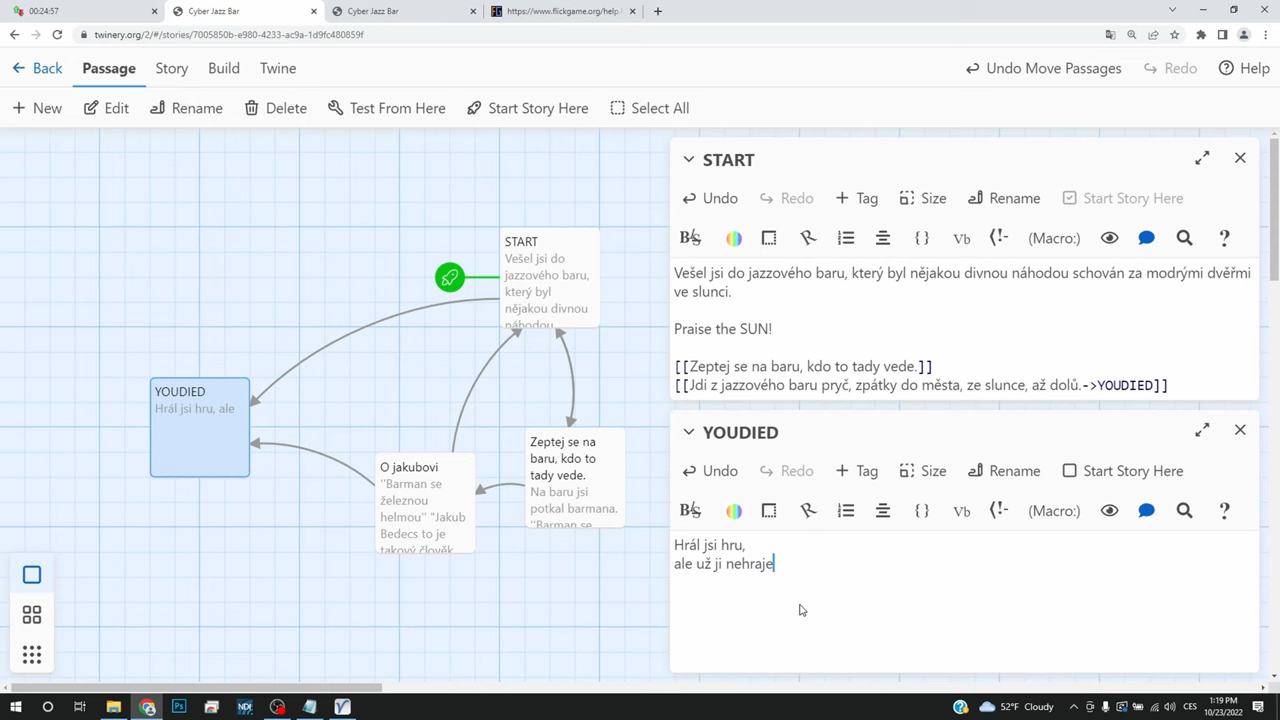 00:24:57
Cyber Jazz Bar
Cyber Jazz Bar
https://www.flickgame.org/help.
twinery.org/2/#/stories/7005850b-e980-4233-ac9a-1d9fc480859f
Back
Passage
Story
Build
Twine
Undo Move Passages
Redo
Help
New
Edit
Rename
Delete
Test From Here
Start Story Here
Select All
START
Vešel jsi do
jazzového baru,
který byl
nějakou divnou
náhodou
YOUDIED
Hrál jsi hru, ale
O jakubovi
"Barman se
železnou
helmou" "Jakub
Bedecs to je
takový člověk
Zeptej se na
baru, kdo to
tady vede.
Na baru jsi
potkal barmana.
"Barman se
START
Undo
Redo
Tag
Size
Rename
Start Story Here
(Macro:)
Vešel jsi do jazzového baru, který byl nějakou divnou náhodou schován za modrými dvěřmi
ve slunci.
Praise the SUN!
[[Zeptej se na baru, kdo to tady vede.]]
[[Jdi z jazzového baru pryč, zpátky do města, ze slunce, až dolů.->YOUDIED]]
YOUDIED
Undo
Redo
Tag
Size
Rename
Start Story Here
(Macro:)
Hrál jsi hru,
ale už ji nehraje
52°F Cloudy
CES
1:19 PM
10/23/2022